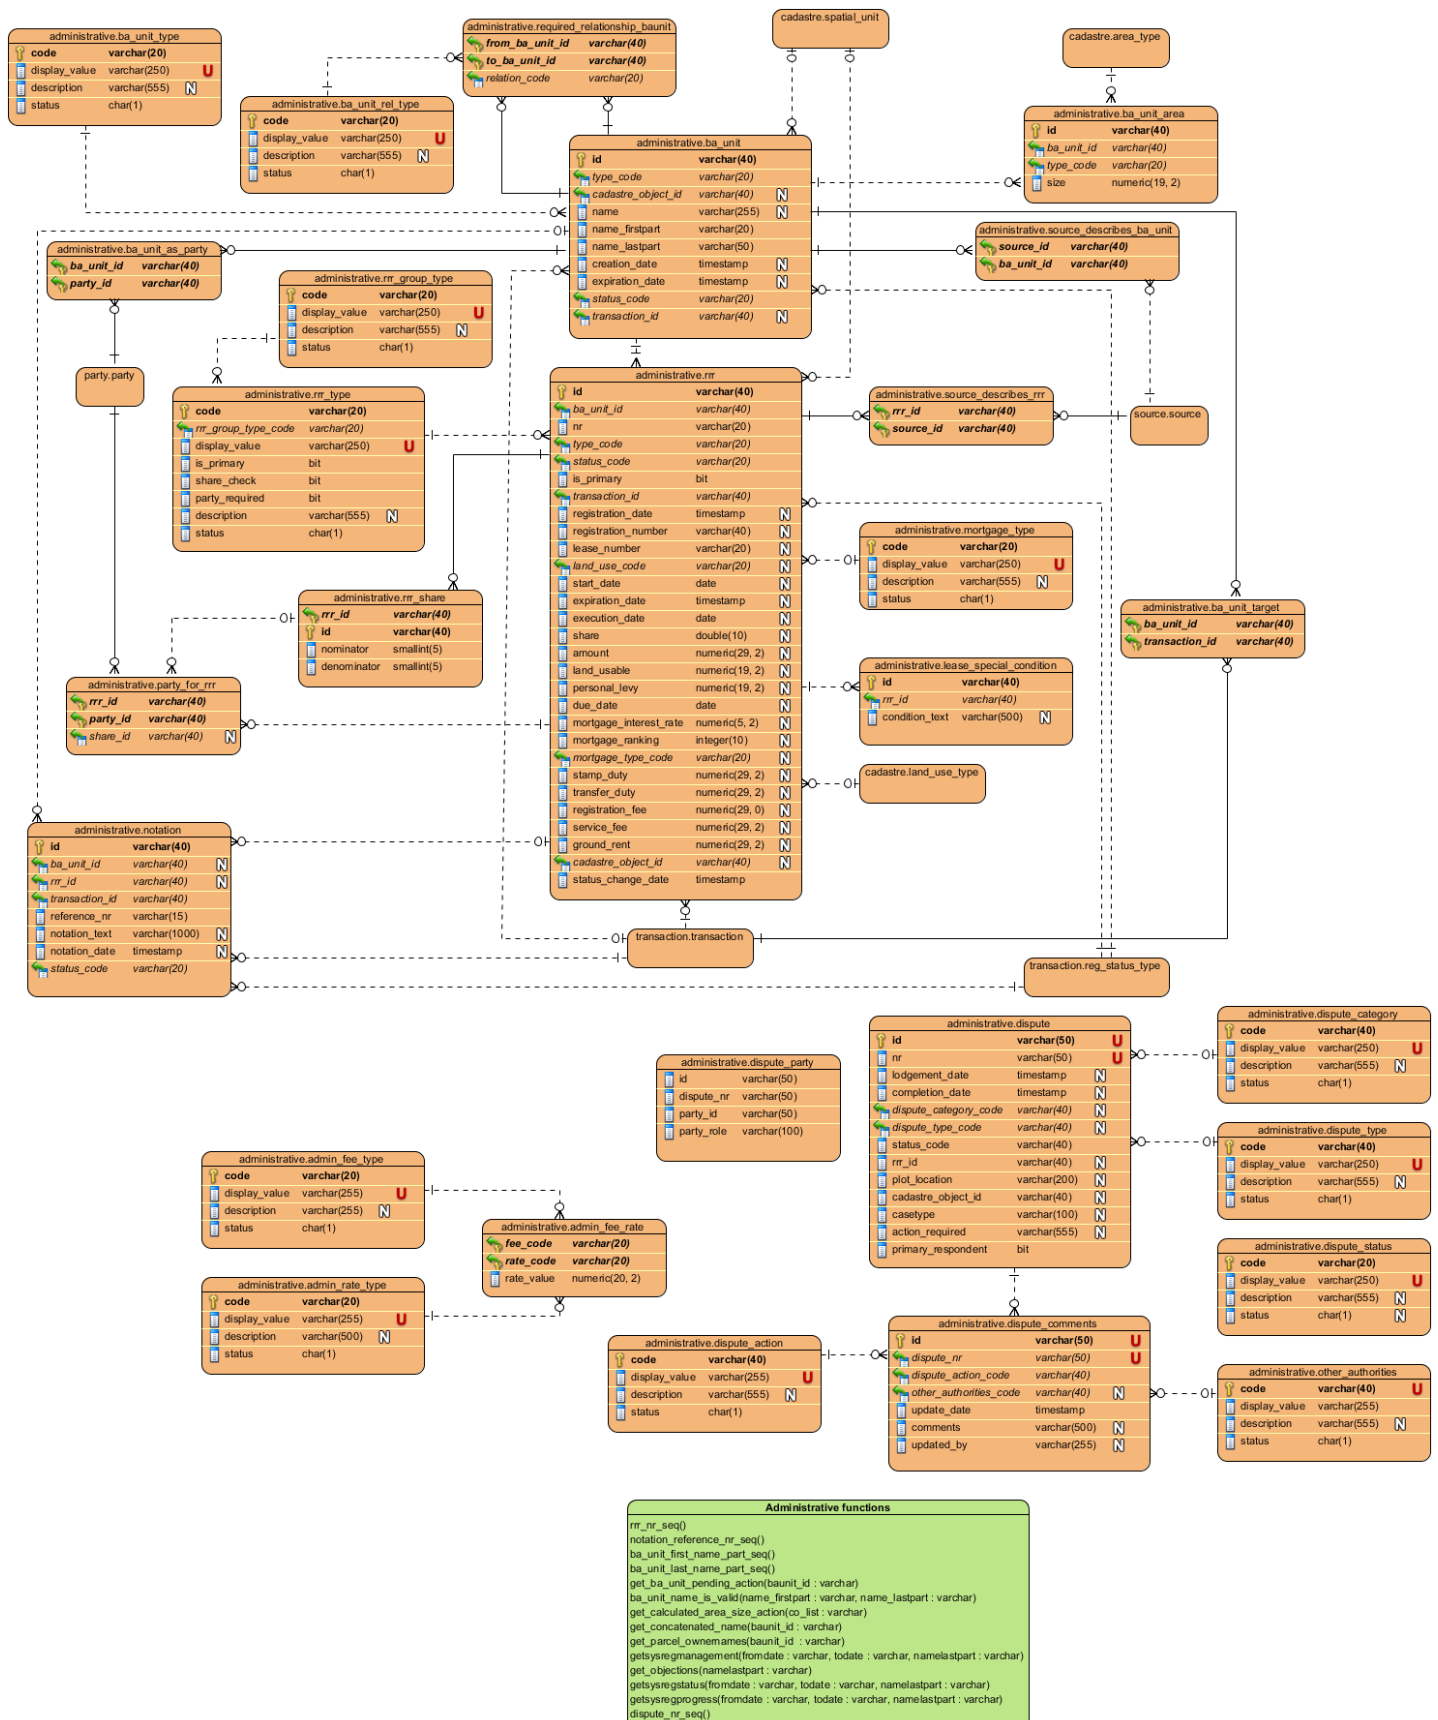 administrative.ba_unit_type
code varchar(20)
display_value varchar(250) U
description varchar(555) N
status char(1)
administrative.required_relationship_baunit
from_ba_unit_id varchar(40)
to_ba_unit_id varchar(40)
relation_code varchar(20)
cadastre.spatial_unit
cadastre.area_type
administrative.ba_unit_rel_type
code varchar(20)
display_value varchar(250) U
description varchar(555) N
status char(1)
administrative.ba_unit
id varchar(40)
type_code varchar(20)
cadastre_object_id varchar(40) N
name varchar(255) N
name_firstpart varchar(20)
name_lastpart varchar(50)
creation_date timestamp N
expiration_date timestamp N
status_code varchar(20)
transaction_id varchar(40) N
administrative.ba_unit_area
id varchar(40)
ba_unit_id varchar(40)
type_code varchar(20)
size numeric(19, 2)
administrative.source_describes_ba_unit
source_id varchar(40)
ba_unit_id varchar(40)
administrative.ba_unit_as_party
ba_unit_id varchar(40)
party_id varchar(40)
administrative.rrr_group_type
code varchar(20)
display_value varchar(250) U
description varchar(555) N
status char(1)
party.party
administrative.rrr_type
code varchar(20)
rrr_group_type_code varchar(20)
display_value varchar(250) U
is_primary bit
share_check bit
party_required bit
description varchar(555) N
status char(1)
administrative.rrr
id varchar(40)
ba_unit_id varchar(40)
nr varchar(20)
type_code varchar(20)
status_code varchar(20)
is_primary bit
transaction_id varchar(40)
registration_date timestamp N
registration_number varchar(40) N
lease_number varchar(20) N
land_use_code varchar(20) N
start_date date N
expiration_date timestamp N
execution_date date N
share double(10) N
amount numeric(29, 2) N
land_usable numeric(19, 2) N
personal_levy numeric(19, 2) N
due_date date N
mortgage_interest_rate numeric(5, 2) N
mortgage_ranking integer(10) N
mortgage_type_code varchar(20) N
stamp_duty numeric(29, 2) N
transfer_duty numeric(29, 2) N
registration_fee numeric(29, 0) N
service_fee numeric(29, 2) N
ground_rent numeric(29, 2) N
cadastre_object_id varchar(40) N
status_change_date timestamp
administrative.source_describes_rrr
rrr_id varchar(40)
source_id varchar(40)
source.source
administrative.mortgage_type
code varchar(20)
display_value varchar(250) U
description varchar(555) N
status char(1)
administrative.rrr_share
rrr_id varchar(40)
id varchar(40)
nominator smallint(5)
denominator smallint(5)
administrative.ba_unit_target
ba_unit_id varchar(40)
transaction_id varchar(40)
administrative.lease_special_condition
id varchar(40)
rrr_id varchar(40)
condition_text varchar(500) N
administrative.party_for_rrr
rrr_id varchar(40)
party_id varchar(40)
share_id varchar(40) N
cadastre.land_use_type
administrative.notation
id varchar(40)
ba_unit_id varchar(40) N
rrr_id varchar(40) N
transaction_id varchar(40)
reference_nr varchar(15)
notation_text varchar(1000) N
notation_date timestamp N
status_code varchar(20)
transaction.transaction
transaction.reg_status_type
administrative.dispute
id varchar(50) U
nr varchar(50) U
lodgement_date timestamp N
completion_date timestamp N
dispute_category_code varchar(40) N
dispute_type_code varchar(40) N
status_code varchar(40)
rrr_id varchar(40) N
plot_location varchar(200) N
cadastre_object_id varchar(40) N
casetype varchar(100) N
action_required varchar(555) N
primary_respondent bit
administrative.dispute_category
code varchar(40)
display_value varchar(250) U
description varchar(555) N
status char(1)
administrative.dispute_party
id varchar(50)
dispute_nr varchar(50)
party_id varchar(50)
party_role varchar(100)
administrative.dispute_type
code varchar(40)
display_value varchar(250) U
description varchar(555) N
status char(1)
administrative.admin_fee_type
code varchar(20)
display_value varchar(255) U
description varchar(255) N
status char(1)
administrative.admin_fee_rate
fee_code varchar(20)
rate_code varchar(20)
rate_value numeric(20, 2)
administrative.dispute_status
code varchar(20)
display_value varchar(250) U
description varchar(555) N
status char(1) N
administrative.admin_rate_type
code varchar(20)
display_value varchar(255) U
description varchar(500) N
status char(1)
administrative.dispute_comments
id varchar(50) U
dispute_nr varchar(50) U
dispute_action_code varchar(40)
other_authorities_code varchar(40) N
update_date timestamp
comments varchar(500) N
updated_by varchar(255) N
administrative.dispute_action
code varchar(40)
display_value varchar(255) U
description varchar(555) N
status char(1)
administrative.other_authorities
code varchar(40) U
display_value varchar(255)
description varchar(555) N
status char(1)
Administrative functions
rrr_nr_seq()
notation_reference_nr_seq()
ba_unit_first_name_part_seq()
ba_unit_last_name_part_seq()
get_ba_unit_pending_action(baunit_id : varchar)
ba_unit_name_is_valid(name_firstpart : varchar, name_lastpart : varchar)
get_calculated_area_size_action(co_list : varchar)
get_concatenated_name(baunit_id : varchar)
get_parcel_ownernames(baunit_id : varchar)
getsysregmanagement(fromdate : varchar, todate : varchar, namelastpart : varchar)
get_objections(namelastpart : varchar)
getsysregstatus(fromdate : varchar, todate : varchar, namelastpart : varchar)
getsysregprogress(fromdate : varchar, todate : varchar, namelastpart : varchar)
dispute_nr_seq()